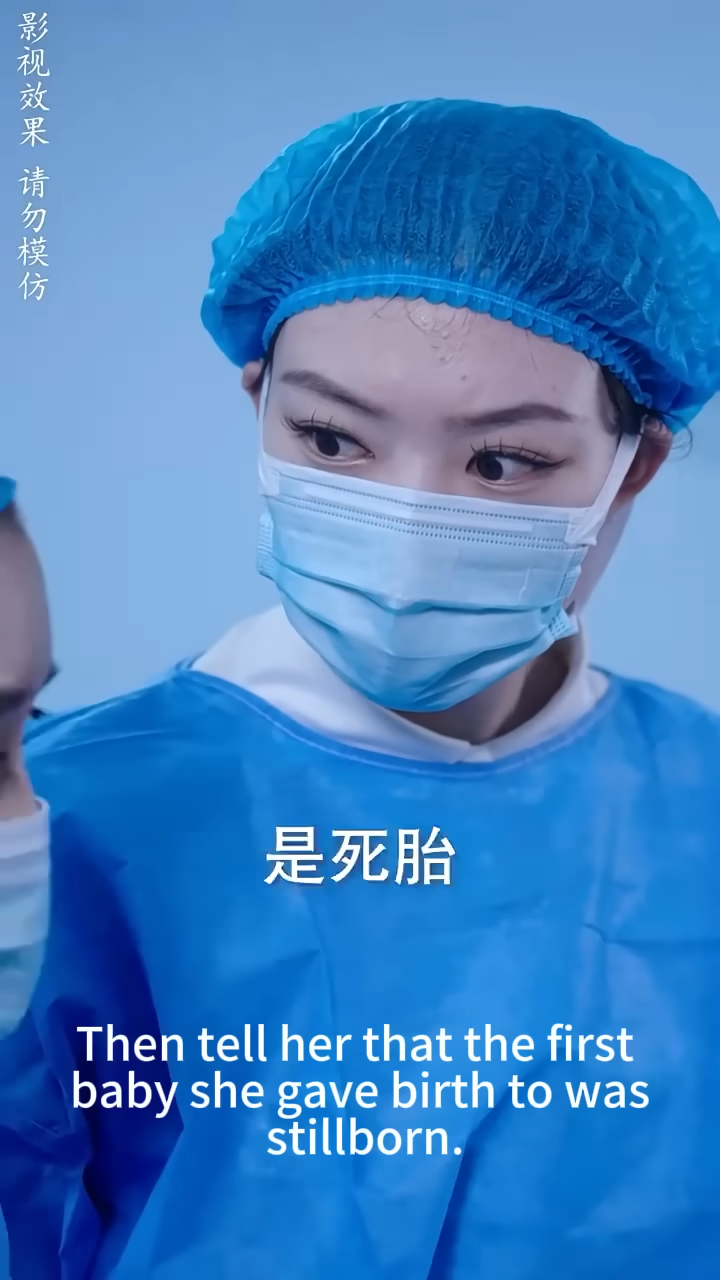 影视效果 请勿模仿
是死胎
Then tell her that the first
baby she gave birth to was
stillborn.